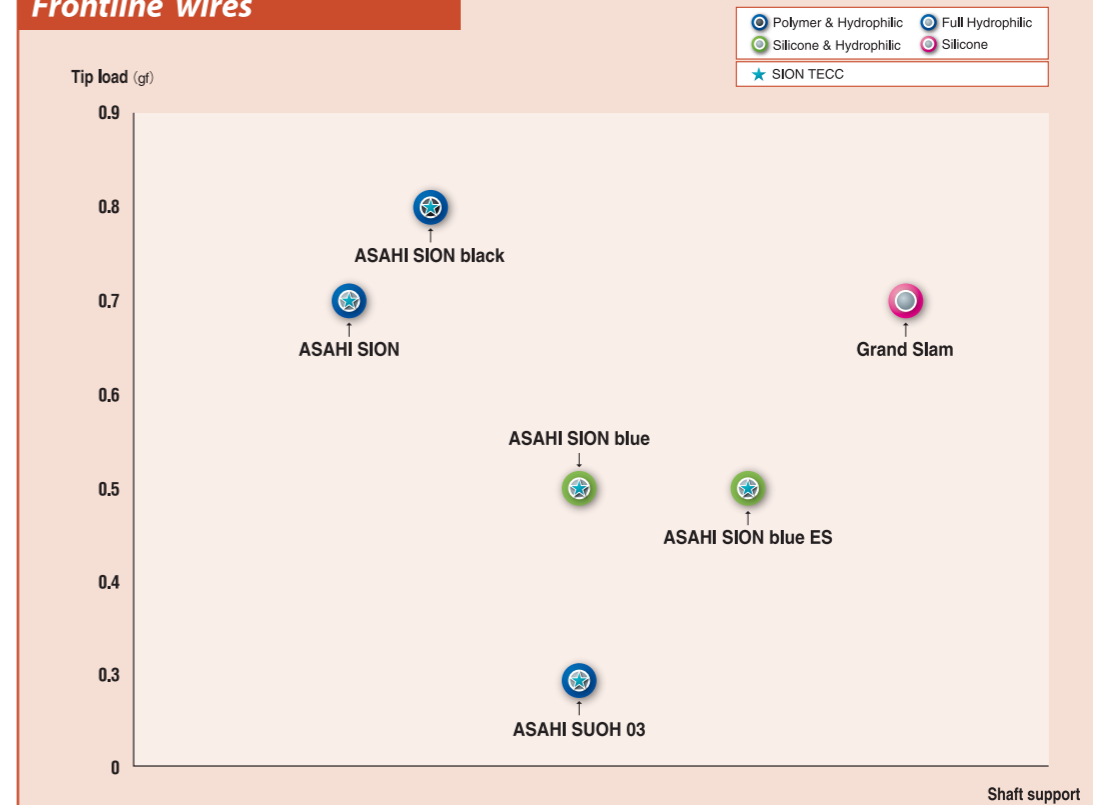 Frontline wires
Polymer & Hydrophilic
Full Hydrophilic
Silicone & Hydrophilic
Silicone
SION TECC
Tip load (gf)
0.9
0.8
ASAHI SION black
0.7
ASAHI SION
Grand Slam
0.6
ASAHI SION blue
0.5
ASAHI SION blue ES
0.4
0.3
ASAHI SUOH 03
0
Shaft support